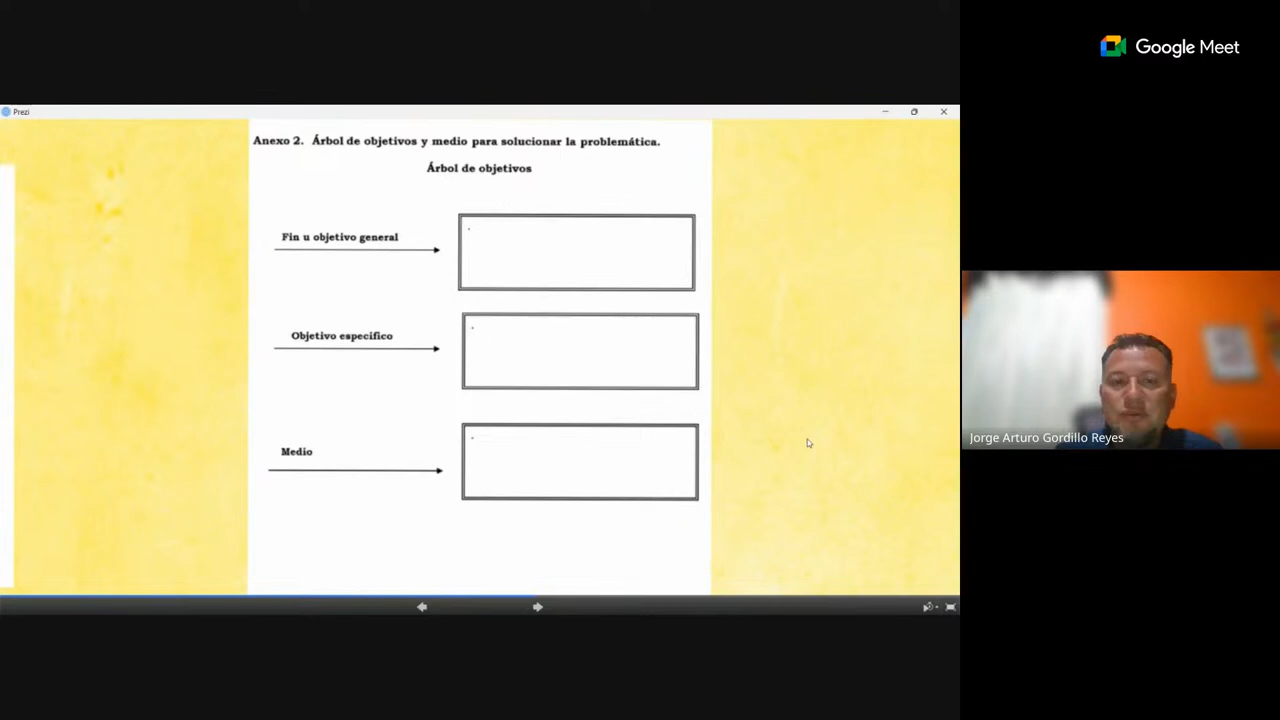 Google Meet
Prezi
Anexo 2. Árbol de objetivos y medio para solucionar la problemática.
Árbol de objetivos
Fin u objetivo general
Objetivo especifico
Medio
Jorge Arturo Gordillo Reyes